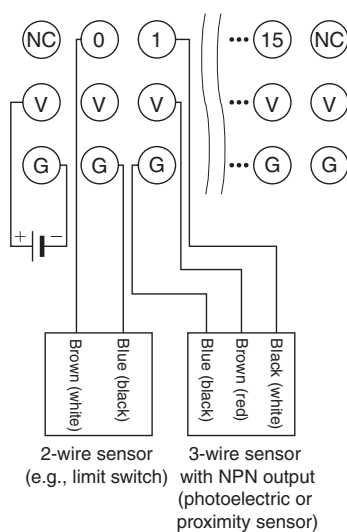 NC 0 1 ••• 15 NC
V V V ••• V V
G G G ••• G G
+ −
Brown (white)
Blue (black)
Blue (black)
Brown (red)
Black (white)
2-wire sensor
(e.g., limit switch)
3-wire sensor
with NPN output
(photoelectric or
proximity sensor)